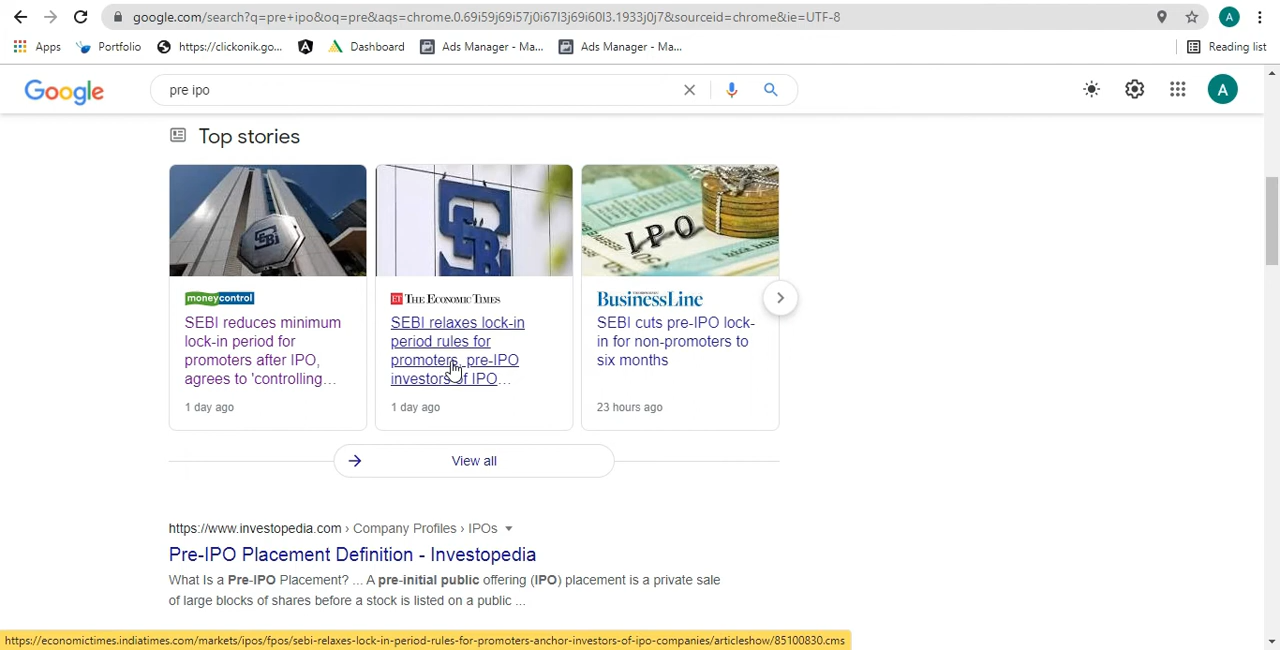 google.com/search?q=pre+ipo&oq=pre&aqs=chrome.0.69i59j69i57j0i67l3j69i60l3.1933j0j7&sourceid=chrome&ie=UTF-8
A
Apps
Portfolio
https://clickonik.go...
Dashboard
Ads Manager - Ma...
Ads Manager - Ma...
Reading list
Google
pre ipo
A
Top stories
SEBI
SEBI
IPO
moneycontrol
SEBI reduces minimum
lock-in period for
promoters after IPO,
agrees to 'controlling...
1 day ago
ET THE ECONOMIC TIMES
SEBI relaxes lock-in
period rules for
promoters, pre-IPO
investors of IPO...
1 day ago
BusinessLine
SEBI cuts pre-IPO lock-
in for non-promoters to
six months
23 hours ago
View all
https://www.investopedia.com › Company Profiles › IPOs
Pre-IPO Placement Definition - Investopedia
What Is a Pre-IPO Placement? ... A pre-initial public offering (IPO) placement is a private sale
of large blocks of shares before a stock is listed on a public ...
https://economictimes.indiatimes.com/markets/ipos/fpos/sebi-relaxes-lock-in-period-rules-for-promoters-anchor-investors-of-ipo-companies/articleshow/85100830.cms